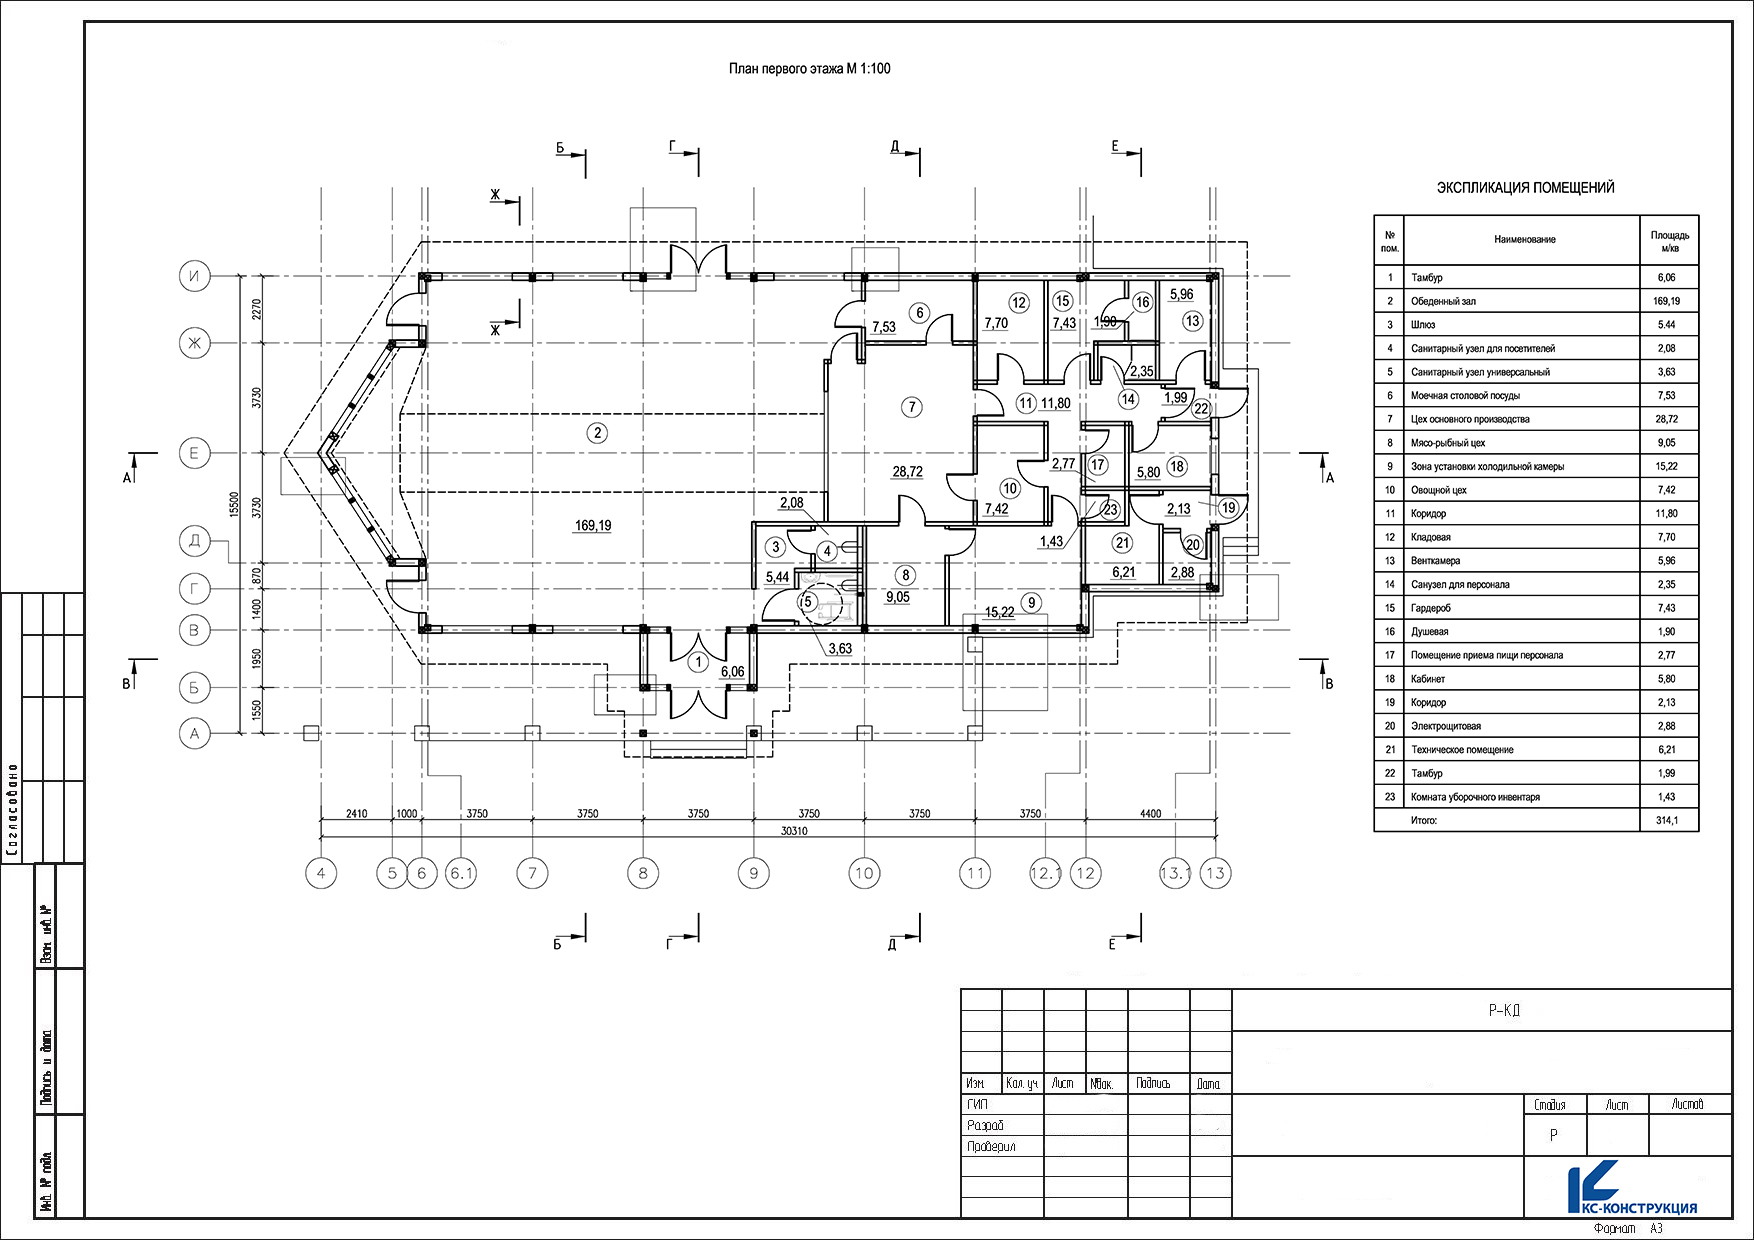 План первого этажа М 1:100
Б
Г
Д
Е
Ж
Ж
И
Ж
Е
Д
Г
В
Б
А
2270
3730
3730
870
1400
1950
1550
15500
А
А
В
В
6
7,53
12
7,70
15
7,43
16
1,90
5,96
13
2,35
14
11
11,80
1,99
22
7
28,72
2
169,19
2,77
17
5,80
18
10
7,42
23
2,13
19
2,08
3
4
1,43
21
20
5,44
8
6,21
2,88
5
9,05
9
15,22
3,63
1
6,06
2410
1000
3750
3750
3750
3750
3750
3750
4400
30310
4
5
6
6.1
7
8
9
10
11
12.1
12
13.1
13
Б
Г
Д
Е
ЭКСПЛИКАЦИЯ ПОМЕЩЕНИЙ
№ пом. Наименование Площадь м/кв
1 Тамбур 6,06
2 Обеденный зал 169,19
3 Шлюз 5.44
4 Санитарный узел для посетителей 2,08
5 Санитарный узел универсальный 3,63
6 Моечная столовой посуды 7,53
7 Цех основного производства 28,72
8 Мясо-рыбный цех 9,05
9 Зона установки холодильной камеры 15,22
10 Овощной цех 7,42
11 Коридор 11,80
12 Кладовая 7,70
13 Венткамера 5,96
14 Санузел для персонала 2,35
15 Гардероб 7,43
16 Душевая 1,90
17 Помещение приема пищи персонала 2,77
18 Кабинет 5,80
19 Коридор 2,13
20 Электрощитовая 2,88
21 Техническое помещение 6,21
22 Тамбур 1,99
23 Комната уборочного инвентаря 1,43
Итого: 314,1
Согласовано
Взам. инв. №
Подпись и дата
Инв. № подл.
Р-КД
Изм. Кол. уч Лист №док. Подпись Дата
ГИП
Разраб
Проверил
Стадия Лист Листов
Р
КС-КОНСТРУКЦИЯ
Формат А3